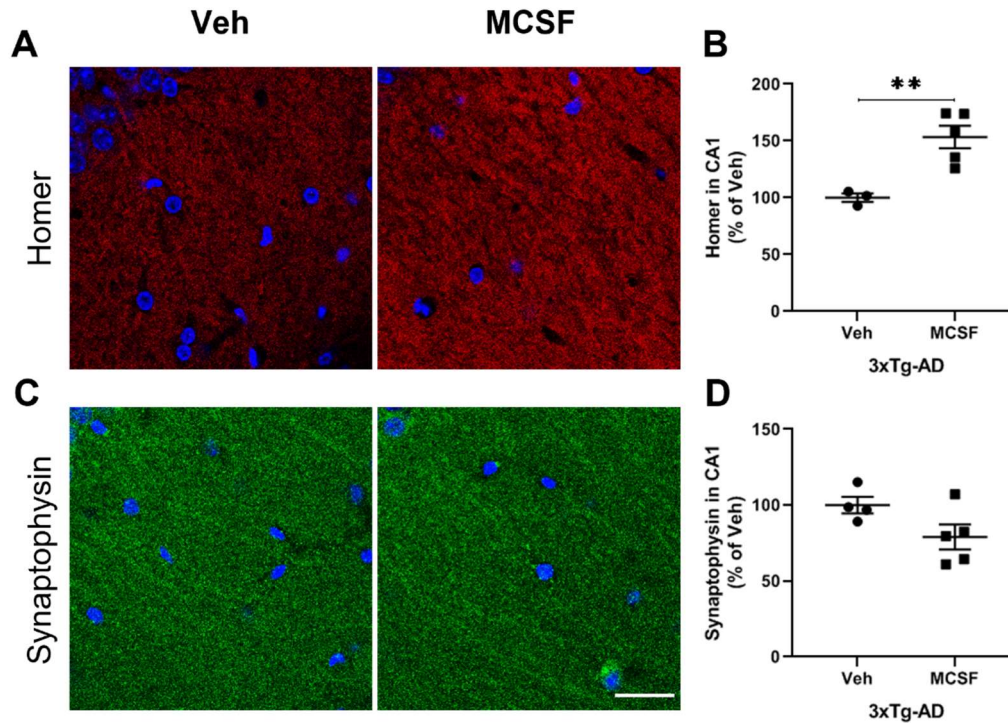 Veh
MCSF
A
B
Homer
Homer in CA1
(% of Veh)
200
150
100
50
0
**
Veh
MCSF
3xTg-AD
C
D
Synaptophysin
Synaptophysin in CA1
(% of Veh)
150
100
50
0
Veh
MCSF
3xTg-AD